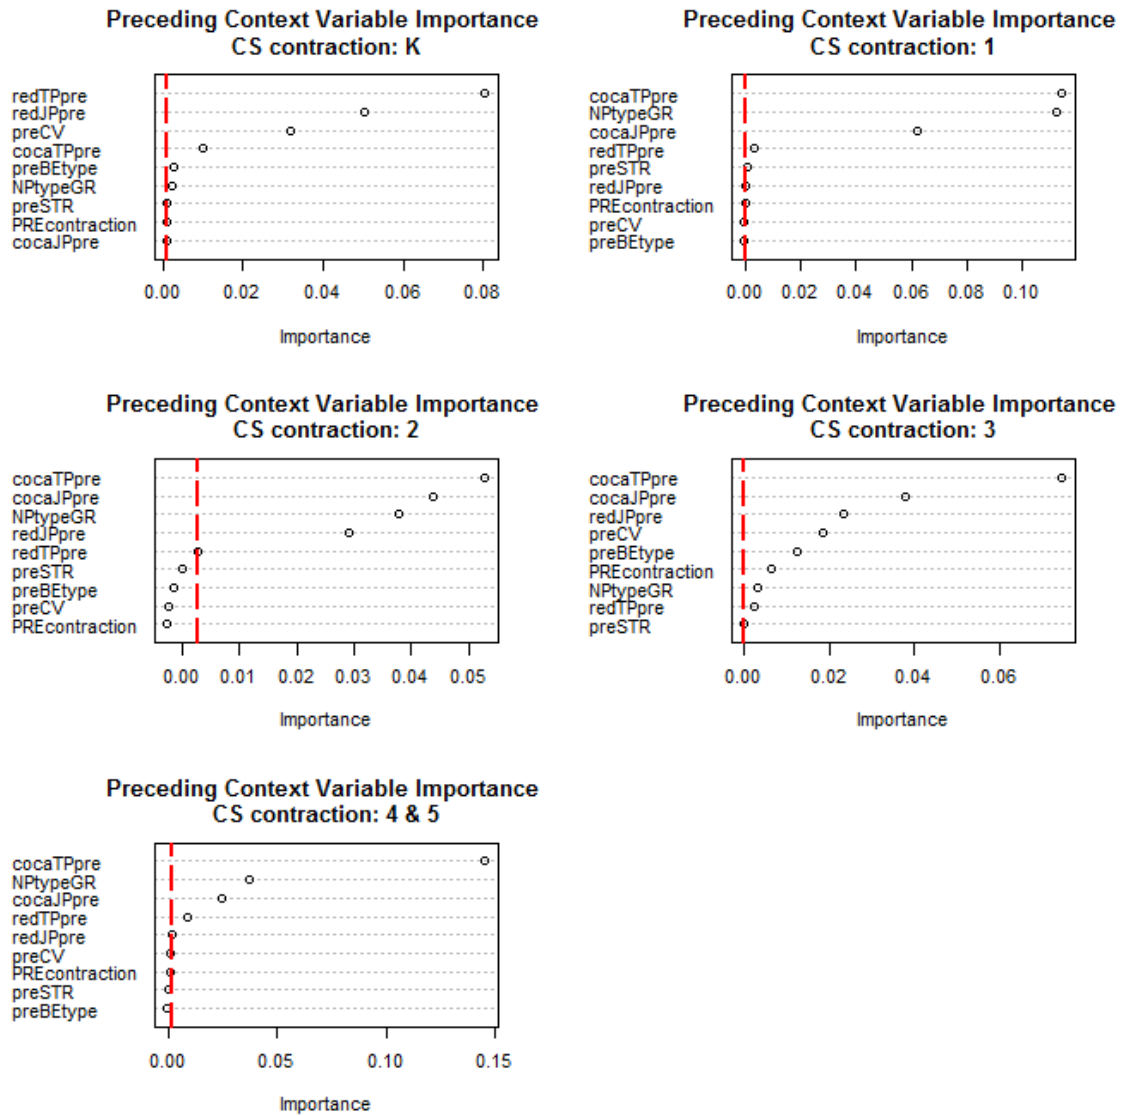 Preceding Context Variable Importance
CS contraction: K
redTPpre
redJPpre
preCV
cocaTPpre
preBEtype
NPtypeGR
preSTR
PREcontraction
cocaJPpre
0.00 0.02 0.04 0.06 0.08
Importance
Preceding Context Variable Importance
CS contraction: 1
cocaTPpre
NPtypeGR
cocaJPpre
redTPpre
preSTR
redJPpre
PREcontraction
preCV
preBEtype
0.00 0.02 0.04 0.06 0.08 0.10
Importance
Preceding Context Variable Importance
CS contraction: 2
cocaTPpre
cocaJPpre
NPtypeGR
redJPpre
redTPpre
preSTR
preBEtype
preCV
PREcontraction
0.00 0.01 0.02 0.03 0.04 0.05
Importance
Preceding Context Variable Importance
CS contraction: 3
cocaTPpre
cocaJPpre
redJPpre
preCV
preBEtype
PREcontraction
NPtypeGR
redTPpre
preSTR
0.00 0.02 0.04 0.06
Importance
Preceding Context Variable Importance
CS contraction: 4 & 5
cocaTPpre
NPtypeGR
cocaJPpre
redTPpre
redJPpre
preCV
PREcontraction
preSTR
preBEtype
0.00 0.05 0.10 0.15
Importance